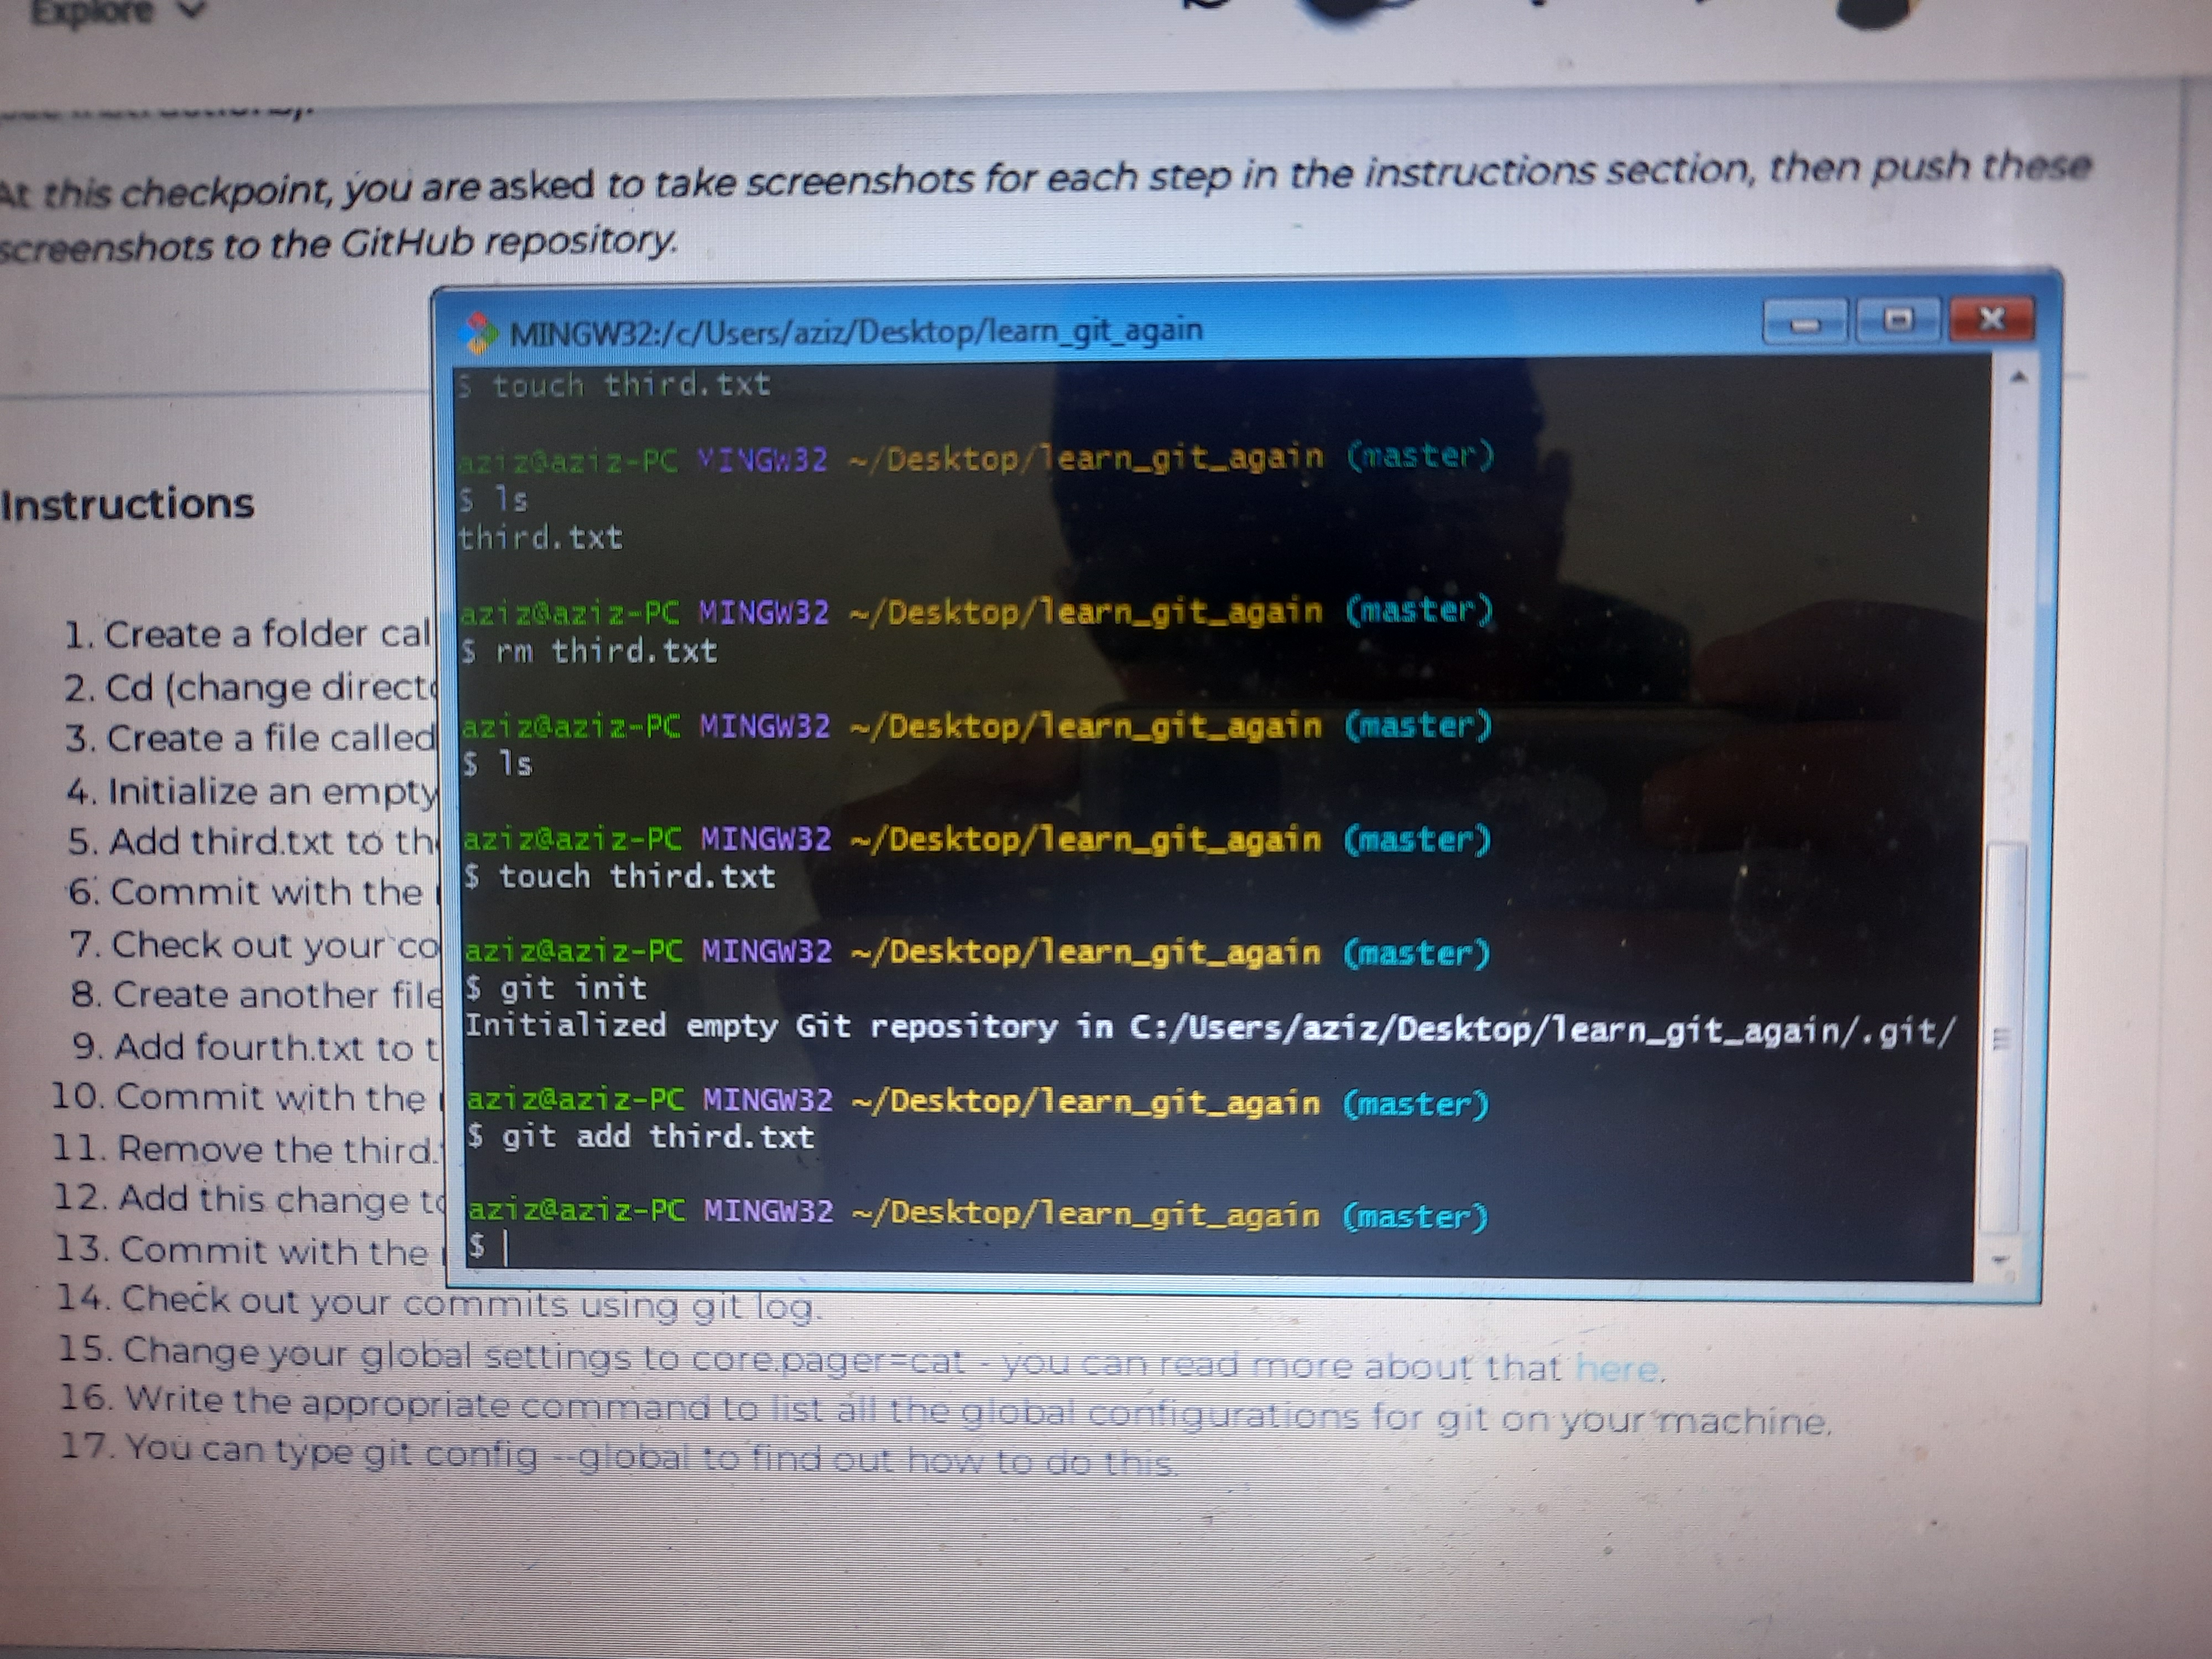 Explore
At this checkpoint, you are asked to take screenshots for each step in the instructions section, then push these
screenshots to the GitHub repository.
MINGW32:/c/Users/aziz/Desktop/learn_git_again
$ touch third.txt
aziz@aziz-PC MINGW32 ~/Desktop/learn_git_again (master)
$ ls
third.txt
aziz@aziz-PC MINGW32 ~/Desktop/learn_git_again (master)
$ rm third.txt
aziz@aziz-PC MINGW32 ~/Desktop/learn_git_again (master)
$ ls
aziz@aziz-PC MINGW32 ~/Desktop/learn_git_again (master)
$ touch third.txt
aziz@aziz-PC MINGW32 ~/Desktop/learn_git_again (master)
$ git init
Initialized empty Git repository in C:/Users/aziz/Desktop/learn_git_again/.git/
aziz@aziz-PC MINGW32 ~/Desktop/learn_git_again (master)
$ git add third.txt
aziz@aziz-PC MINGW32 ~/Desktop/learn_git_again (master)
$
Instructions
1. Create a folder cal
2. Cd (change direct
3. Create a file called
4. Initialize an empty
5. Add third.txt to th
6. Commit with the
7. Check out your co
8. Create another file
9. Add fourth.txt to t
10. Commit with the
11. Remove the third.
12. Add this change to
13. Commit with the
14. Check out your commits using git log.
15. Change your global settings to core.pager=cat - you can read more about that here.
16. Write the appropriate command to list all the global configurations for git on your machine.
17. You can type git config --global to find out how to do this.